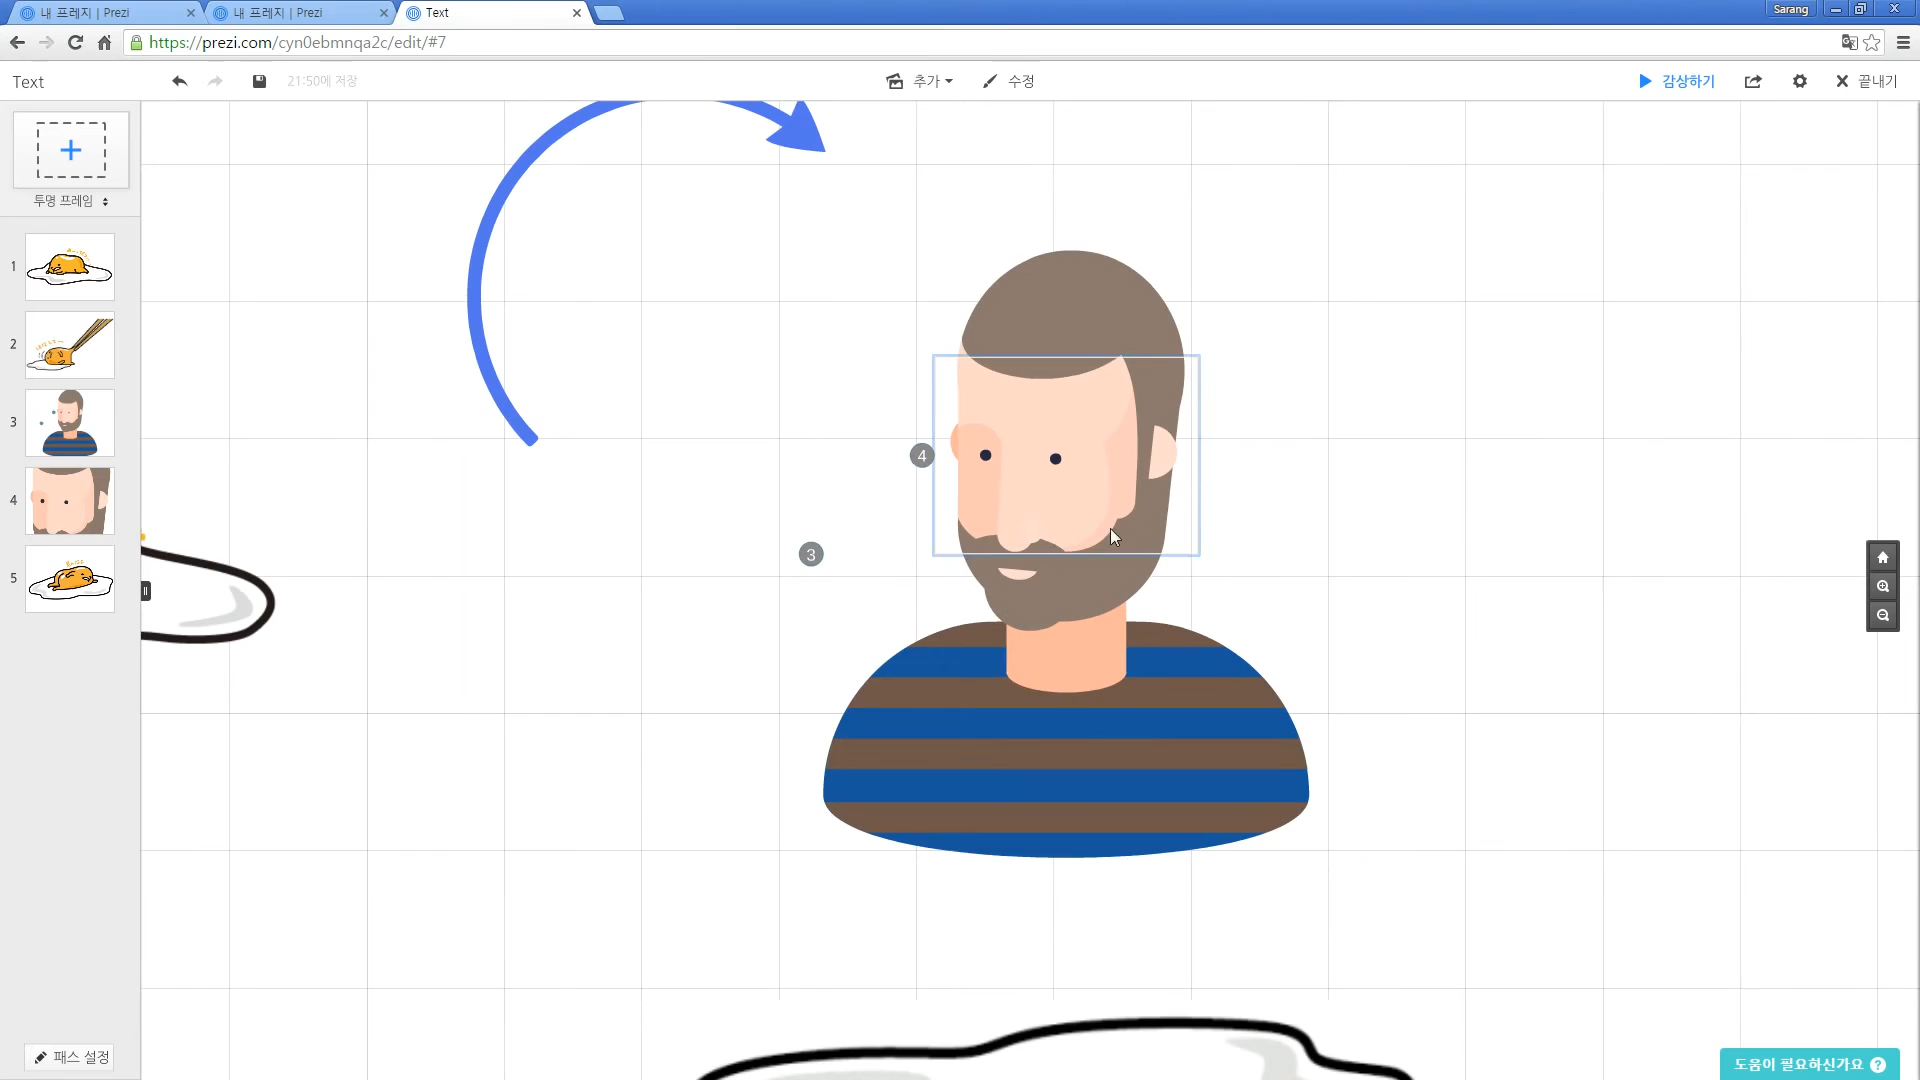 내 프레지 | Prezi
내 프레지 | Prezi
Text
Sarang
https://prezi.com/cyn0ebmnqa2c/edit/#7
Text
21:50에 저장
추가
수정
감상하기
끝내기
투명 프레임
1
2
3
4
5
4
3
패스 설정
도움이 필요하신가요 ?